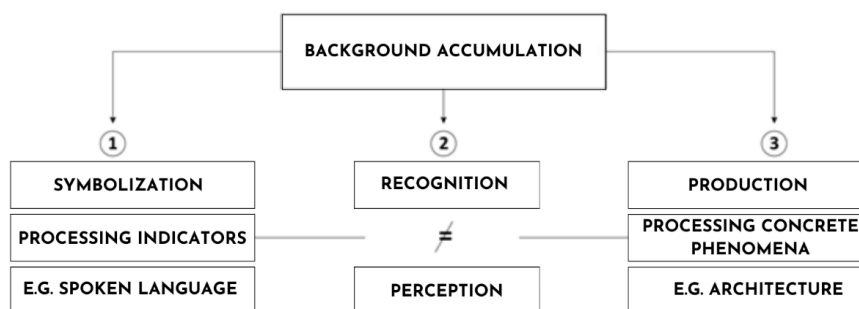 BACKGROUND ACCUMULATION
1
2
3
SYMBOLIZATION
RECOGNITION
PRODUCTION
PROCESSING INDICATORS
≠
PROCESSING CONCRETE
PHENOMENA
E.G. SPOKEN LANGUAGE
PERCEPTION
E.G. ARCHITECTURE